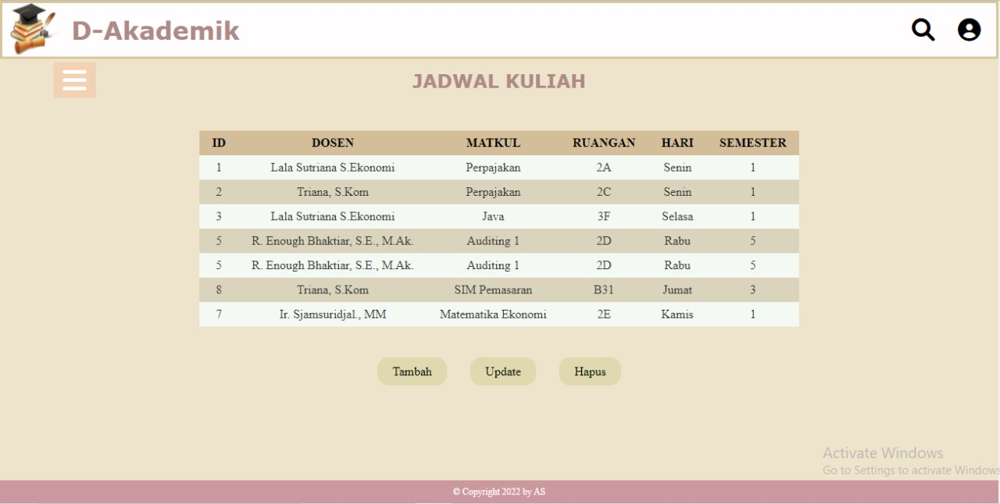 D-Akademik
JADWAL KULIAH
ID DOSEN MATKUL RUANGAN HARI SEMESTER
1 Lala Sutriana S.Ekonomi Perpajakan 2A Senin 1
2 Triana, S.Kom Perpajakan 2C Senin 1
3 Lala Sutriana S.Ekonomi Java 3F Selasa 1
5 R. Enough Bhaktiar, S.E., M.Ak. Auditing 1 2D Rabu 5
5 R. Enough Bhaktiar, S.E., M.Ak. Auditing 1 2D Rabu 5
8 Triana, S.Kom SIM Pemasaran B31 Jumat 3
7 Ir. Sjamsuridjal., MM Matematika Ekonomi 2E Kamis 1
Tambah Update Hapus
Activate Windows
Go to Settings to activate Windows
© Copyright 2022 by AS